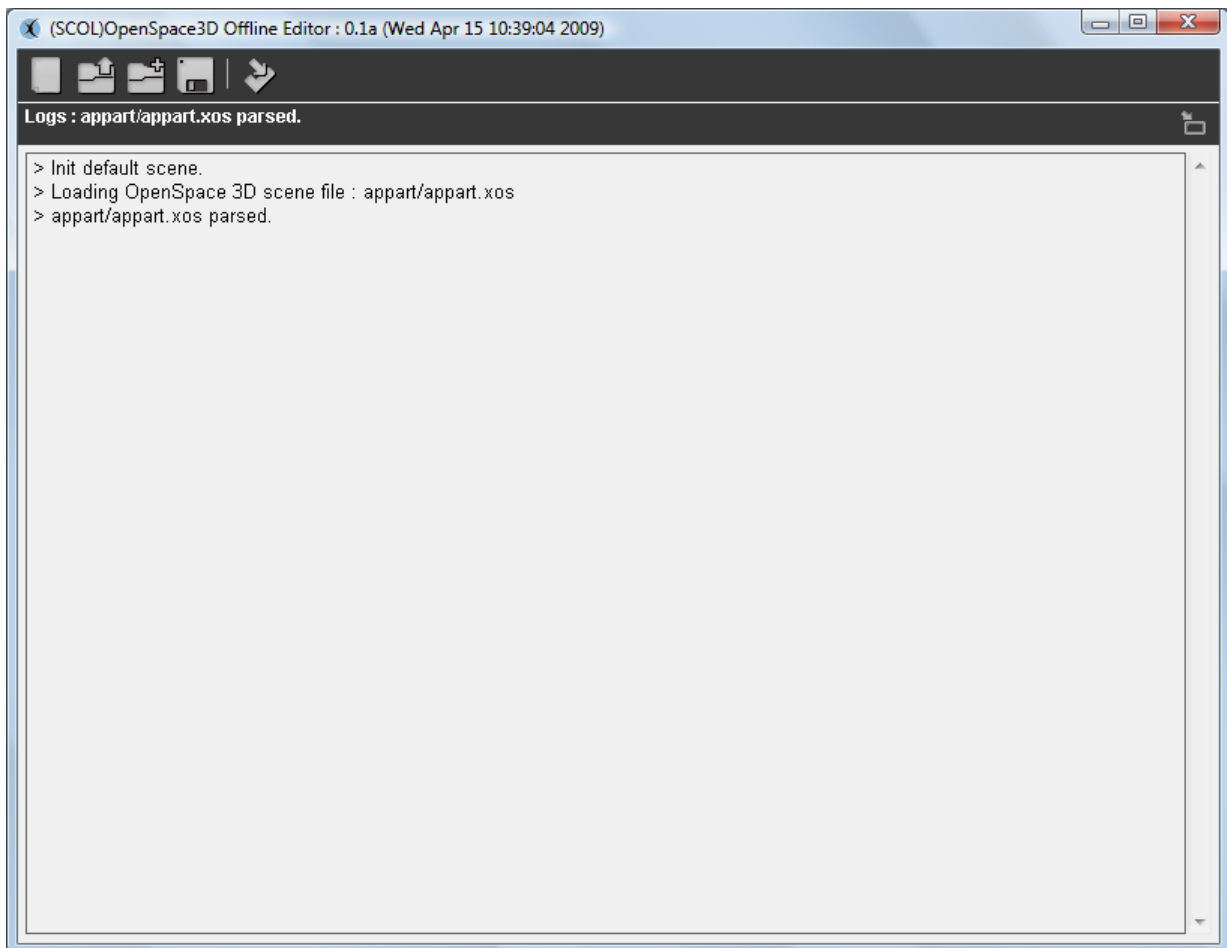 (SCOL)OpenSpace3D Offline Editor : 0.1a (Wed Apr 15 10:39:04 2009)
Logs : appart/appart.xos parsed.
> Init default scene.
> Loading OpenSpace 3D scene file : appart/appart.xos
> appart/appart.xos parsed.